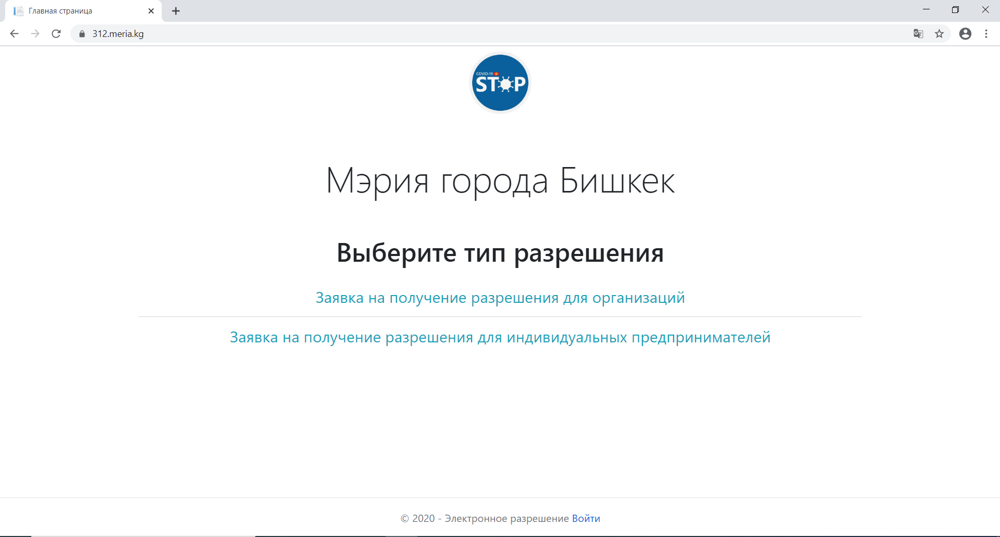 Главная страница
312.meria.kg
COVID-19
STOP
Мэрия города Бишкек
Выберите тип разрешения
Заявка на получение разрешения для организаций
Заявка на получение разрешения для индивидуальных предпринимателей
© 2020 - Электронное разрешение Войти